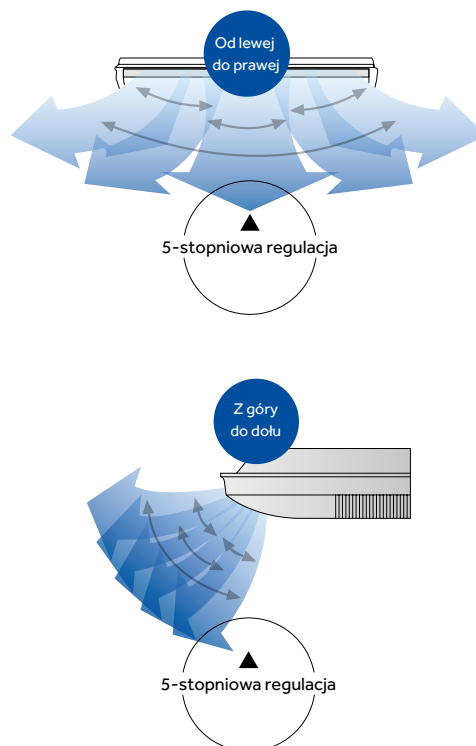 Od lewej
do prawej
5-stopniowa regulacja
Z góry
do dołu
5-stopniowa regulacja